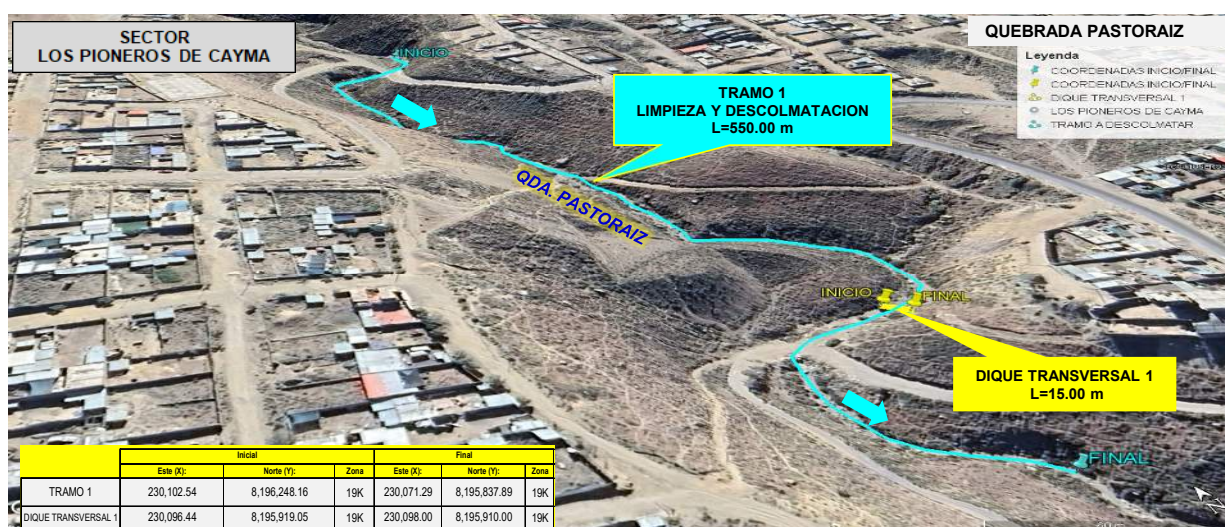 SECTOR
LOS PIONEROS DE CAYMA
QUEBRADA PASTORAIZ
Leyenda
COORDENADAS INICIO/FINAL
COORDENADAS INICIO/FINAL
DIQUE TRANSVERSAL 1
LOS PIONEROS DE CAYMA
TRAMO A DESCOLMATAR
INICIO
TRAMO 1
LIMPIEZA Y DESCOLMATACION
L=550.00 m
QDA. PASTORAIZ
INICIO
FINAL
DIQUE TRANSVERSAL 1
L=15.00 m
FINAL
Inicial Final
Este (X): Norte (Y): Zona Este (X): Norte (Y): Zona
TRAMO 1 230,102.54 8,196,248.16 19K 230,071.29 8,195,837.89 19K
DIQUE TRANSVERSAL 1 230,096.44 8,195,919.05 19K 230,098.00 8,195,910.00 19K